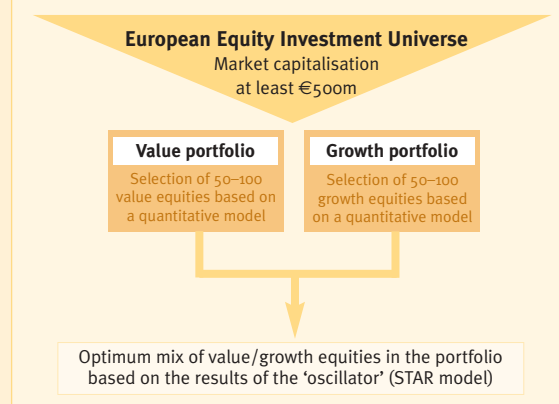 European Equity Investment Universe
Market capitalisation
at least €500m
Value portfolio
Selection of 50–100
value equities based on
a quantitative model
Growth portfolio
Selection of 50–100
growth equities based
on a quantitative model
Optimum mix of value/growth equities in the portfolio
based on the results of the ‘oscillator’ (STAR model)